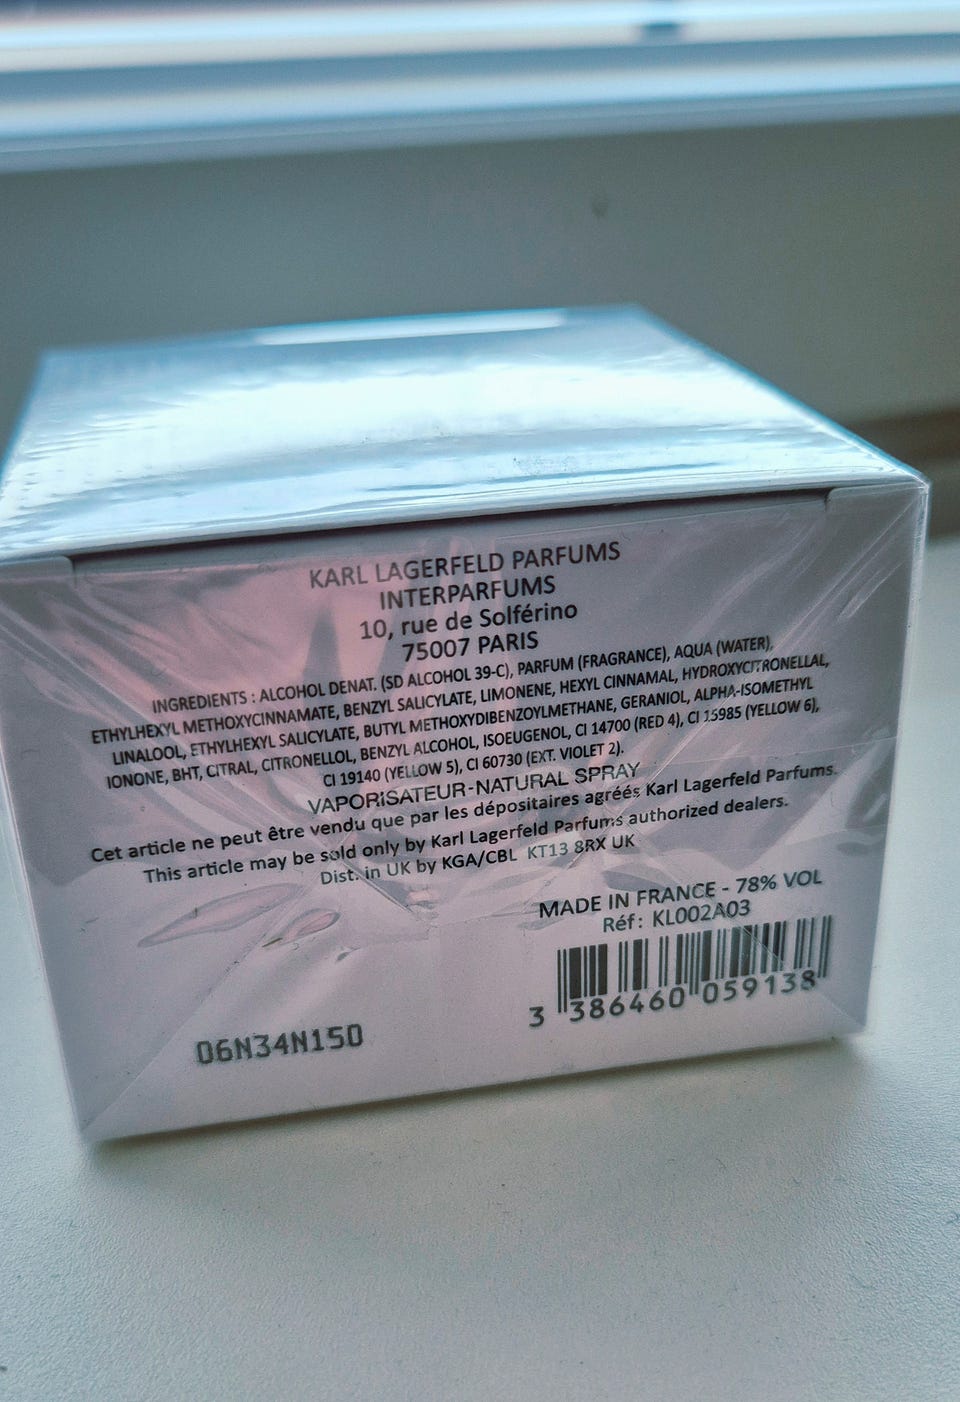 KARL LAGERFELD PARFUMS
INTERPARFUMS
10, rue de Solférino
75007 PARIS
INGREDIENTS : ALCOHOL DENAT. (SD ALCOHOL 39-C), PARFUM (FRAGRANCE), AQUA (WATER),
ETHYLHEXYL METHOXYCINNAMATE, BENZYL SALICYLATE, LIMONENE, HEXYL CINNAMAL, HYDROXYCITRONELLAL,
LINALOOL, ETHYLHEXYL SALICYLATE, BUTYL METHOXYDIBENZOYLMETHANE, GERANIOL, ALPHA-ISOMETHYL
IONONE, BHT, CITRAL, CITRONELLOL, BENZYL ALCOHOL, ISOEUGENOL, CI 14700 (RED 4), CI 15985 (YELLOW 6),
CI 19140 (YELLOW 5), CI 60730 (EXT. VIOLET 2).
VAPORISATEUR-NATURAL SPRAY
Cet article ne peut être vendu que par les dépositaires agréés Karl Lagerfeld Parfums.
This article may be sold only by Karl Lagerfeld Parfums authorized dealers.
Dist. in UK by KGA/CBL KT13 8RX UK
MADE IN FRANCE - 78% VOL
Réf : KL002A03
3 386460 059138
06N34N150